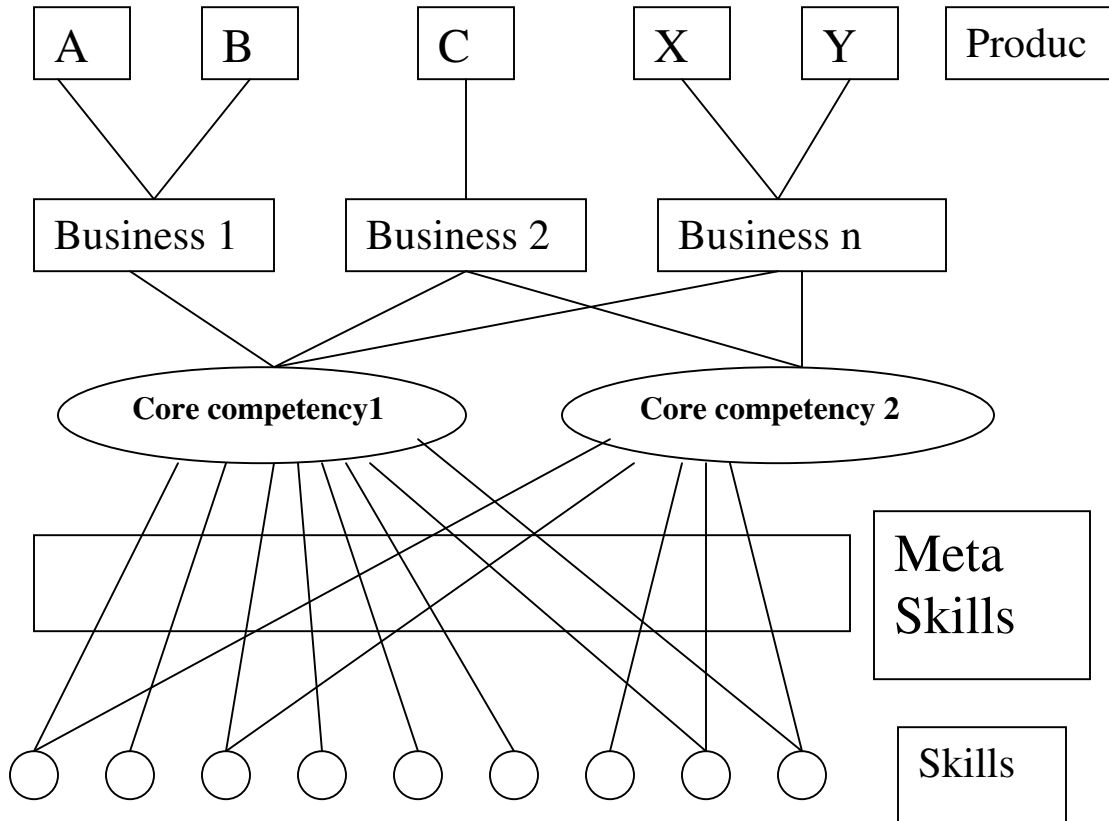 A
B
C
X
Y
Produc
Business 1
Business 2
Business n
Core competency1
Core competency 2
Meta
Skills
Skills